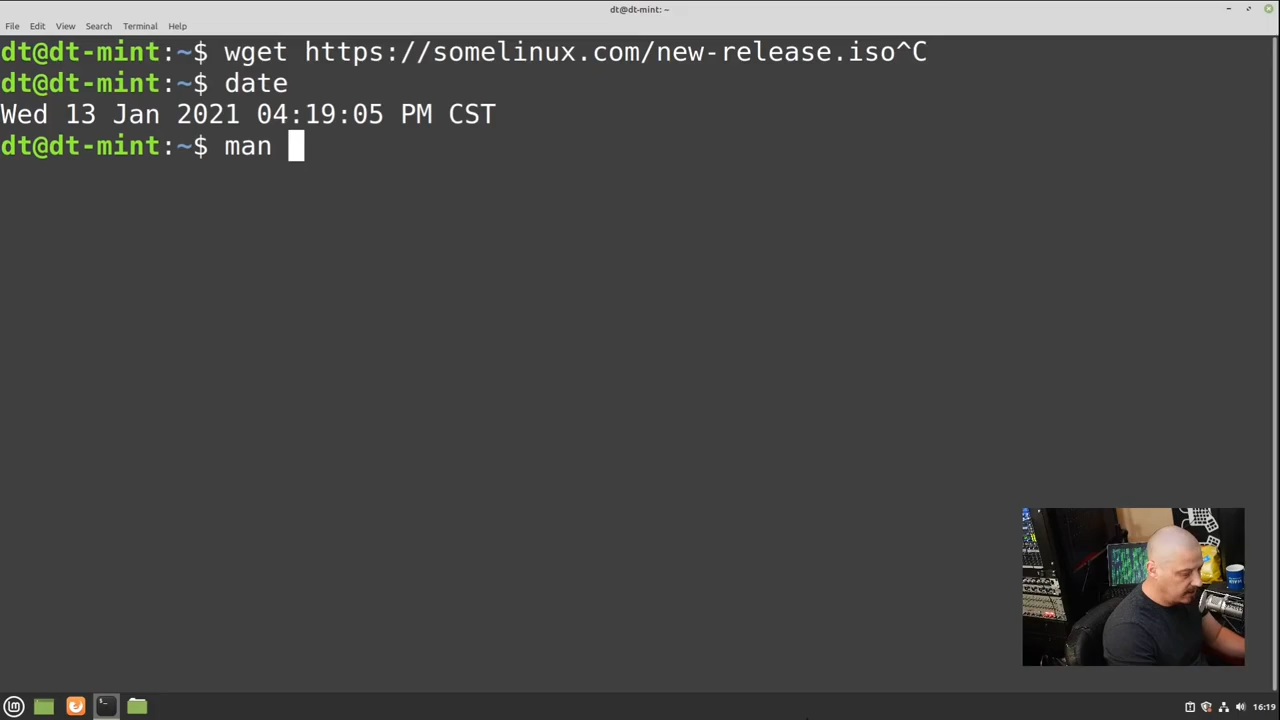 dt@dt-mint: ~
File Edit View Search Terminal Help
dt@dt-mint:~$ wget https://somelinux.com/new-release.iso^C
dt@dt-mint:~$ date
Wed 13 Jan 2021 04:19:05 PM CST
dt@dt-mint:~$ man
16:19